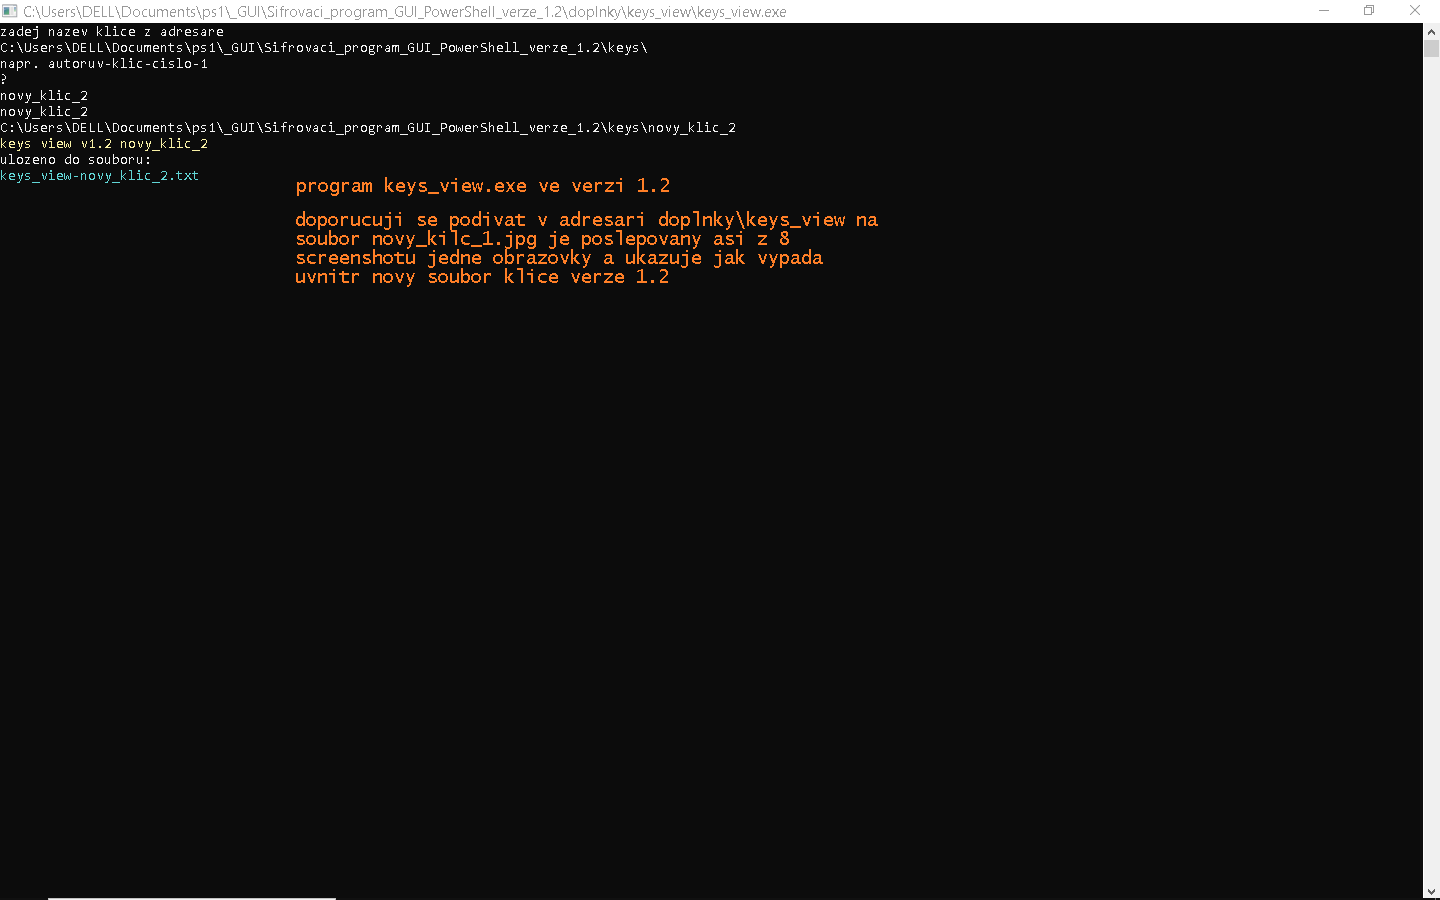 C:\Users\DELL\Documents\ps1\_GUI\Sifrovaci_program_GUI_PowerShell_verze_1.2\doplnky\keys_view\keys_view.exe
zadej nazev klice z adresare
C:\Users\DELL\Documents\ps1\_GUI\Sifrovaci_program_GUI_PowerShell_verze_1.2\keys\
napr. autoruv-klic-cislo-1
?
novy_klic_2
novy_klic_2
C:\Users\DELL\Documents\ps1\_GUI\Sifrovaci_program_GUI_PowerShell_verze_1.2\keys\novy_klic_2
keys view v1.2 novy_klic_2
ulozeno do souboru:
keys_view-novy_klic_2.txt
program keys_view.exe ve verzi 1.2
doporucuji se podivat v adresari doplnky\keys_view na
soubor novy_kilc_1.jpg je poslepovany asi z 8
screenshotu jedne obrazovky a ukazuje jak vypada
uvnitr novy soubor klice verze 1.2